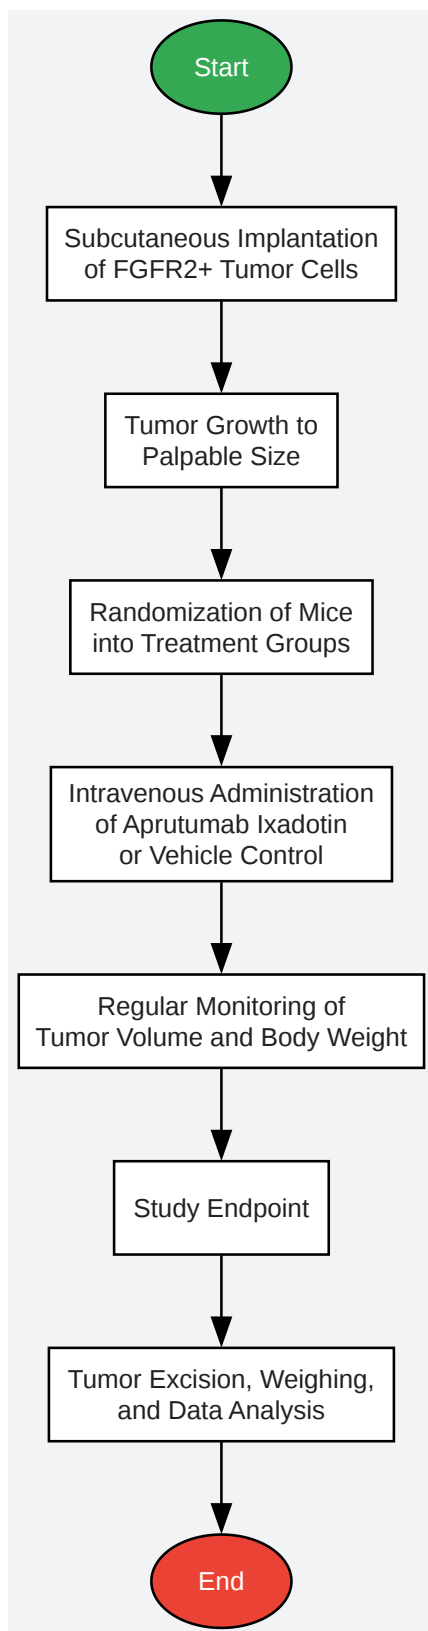 Start
Subcutaneous Implantation
of FGFR2+ Tumor Cells
Tumor Growth to
Palpable Size
Randomization of Mice
into Treatment Groups
Intravenous Administration
of Aprutumab Ixadotin
or Vehicle Control
Regular Monitoring of
Tumor Volume and Body Weight
Study Endpoint
Tumor Excision, Weighing,
and Data Analysis
End